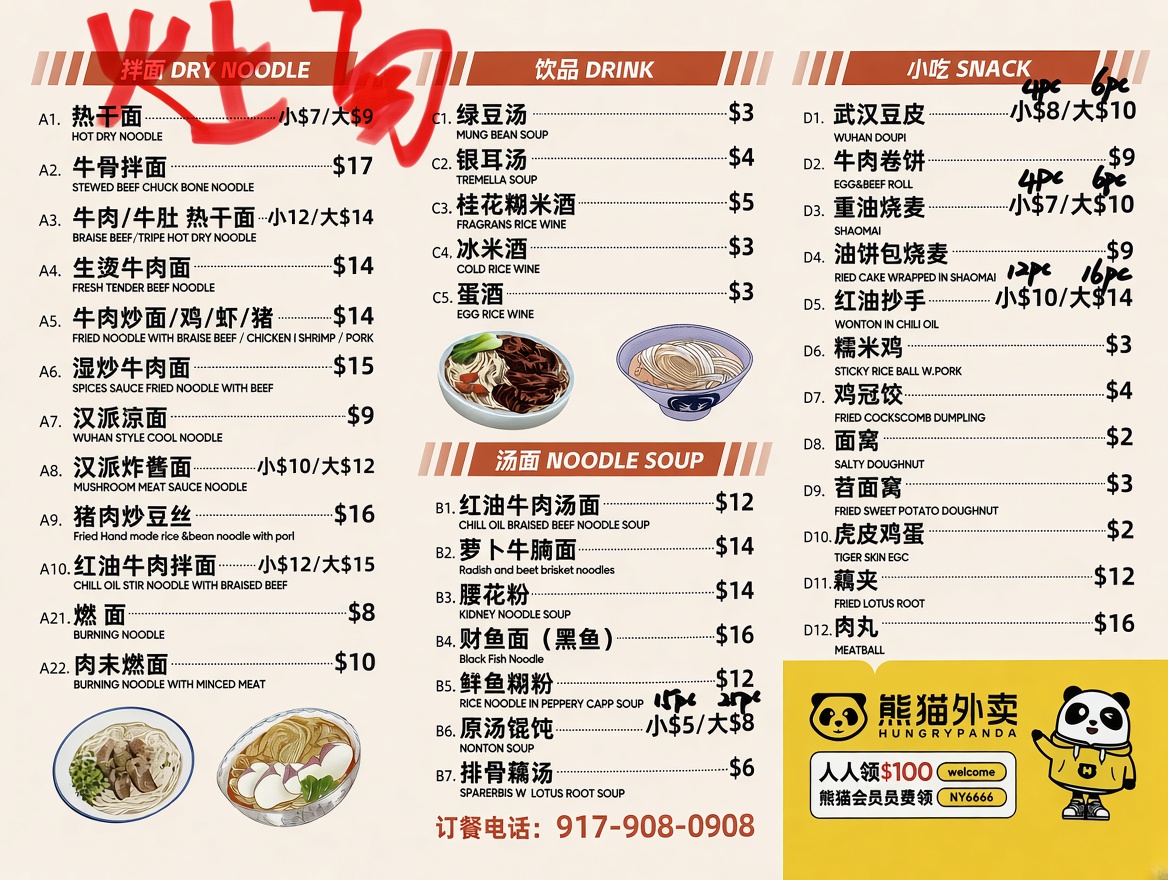 灶上
拌面 DRY NOODLE
A1. 热干面 小$7/大$9
HOT DRY NOODLE
A2. 牛骨拌面 $17
STEWED BEEF CHUCK BONE NOODLE
A3. 牛肉/牛肚 热干面 小12/大$14
BRAISE BEEF/TRIPE HOT DRY NOODLE
A4. 生烫牛肉面 $14
FRESH TENDER BEEF NOODLE
A5. 牛肉炒面/鸡/虾/猪 $14
FRIED NOODLE WITH BRAISE BEEF / CHICKEN I SHRIMP / PORK
A6. 湿炒牛肉面 $15
SPICES SAUCE FRIED NOODLE WITH BEEF
A7. 汉派凉面 $9
WUHAN STYLE COOL NOODLE
A8. 汉派炸酱面 小$10/大$12
MUSHROOM MEAT SAUCE NOODLE
A9. 猪肉炒豆丝 $16
Fried Hand mode rice &bean noodle with porl
A10. 红油牛肉拌面 小$12/大$15
CHILL OIL STIR NOODLE WITH BRAISED BEEF
A21. 燃 面 $8
BURNING NOODLE
A22. 肉末燃面 $10
BURNING NOODLE WITH MINCED MEAT
饮品 DRINK
C1. 绿豆汤 $3
MUNG BEAN SOUP
C2. 银耳汤 $4
TREMELLA SOUP
C3. 桂花糊米酒 $5
FRAGRANS RICE WINE
C4. 冰米酒 $3
COLD RICE WINE
C5. 蛋酒 $3
EGG RICE WINE
汤面 NOODLE SOUP
B1. 红油牛肉汤面 $12
CHILL OIL BRAISED BEEF NOODLE SOUP
B2. 萝卜牛腩面 $14
Radish and beet brisket noodles
B3. 腰花粉 $14
KIDNEY NOODLE SOUP
B4. 财鱼面（黑鱼） $16
Black Fish Noodle
B5. 鲜鱼糊粉 $12
RICE NOODLE IN PEPPERY CAPP SOUP
15pc 25pc
B6. 原汤馄饨 小$5/大$8
NONTON SOUP
B7. 排骨藕汤 $6
SPARERBIS W LOTUS ROOT SOUP
订餐电话：917-908-0908
小吃 SNACK
4pc 6pc
D1. 武汉豆皮 小$8/大$10
WUHAN DOUPI
D2. 牛肉卷饼 $9
EGG&BEEF ROLL
4pc 6pc
D3. 重油烧麦 小$7/大$10
SHAOMAI
D4. 油饼包烧麦 $9
RIED CAKE WRAPPED IN SHAOMAI
12pc 16pc
D5. 红油抄手 小$10/大$14
WONTON IN CHILI OIL
D6. 糯米鸡 $3
STICKY RICE BALL W.PORK
D7. 鸡冠饺 $4
FRIED COCKSCOMB DUMPLING
D8. 面窝 $2
SALTY DOUGHNUT
D9. 苕面窝 $3
FRIED SWEET POTATO DOUGHNUT
D10. 虎皮鸡蛋 $2
TIGER SKIN EGC
D11. 藕夹 $12
FRIED LOTUS ROOT
D12. 肉丸 $16
MEATBALL
熊猫外卖
HUNGRYPANDA
人人领$100 welcome
熊猫会员员费领 NY6666